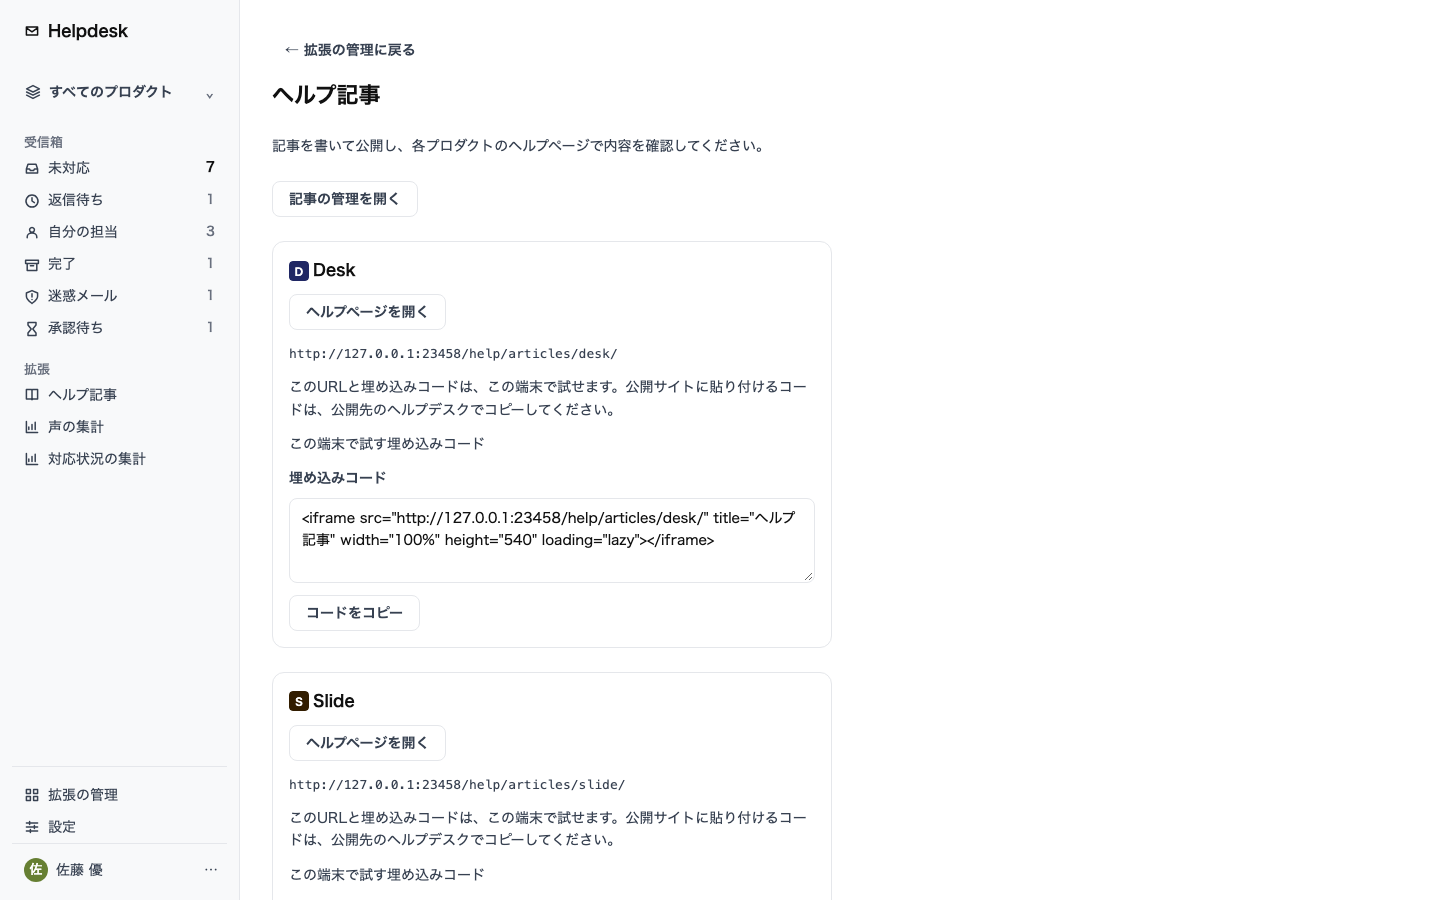 Helpdesk
すべてのプロダクト
受信箱
未対応 7
返信待ち 1
自分の担当 3
完了 1
迷惑メール 1
承認待ち 1
拡張
ヘルプ記事
声の集計
対応状況の集計
拡張の管理
設定
佐 佐藤 優 …
← 拡張の管理に戻る
ヘルプ記事
記事を書いて公開し、各プロダクトのヘルプページで内容を確認してください。
記事の管理を開く
D Desk
ヘルプページを開く
http://127.0.0.1:23458/help/articles/desk/
このURLと埋め込みコードは、この端末で試せます。公開サイトに貼り付けるコー
ドは、公開先のヘルプデスクでコピーしてください。
この端末で試す埋め込みコード
埋め込みコード
<iframe src="http://127.0.0.1:23458/help/articles/desk/" title="ヘルプ
記事" width="100%" height="540" loading="lazy"></iframe>
コードをコピー
S Slide
ヘルプページを開く
http://127.0.0.1:23458/help/articles/slide/
このURLと埋め込みコードは、この端末で試せます。公開サイトに貼り付けるコー
ドは、公開先のヘルプデスクでコピーしてください。
この端末で試す埋め込みコード